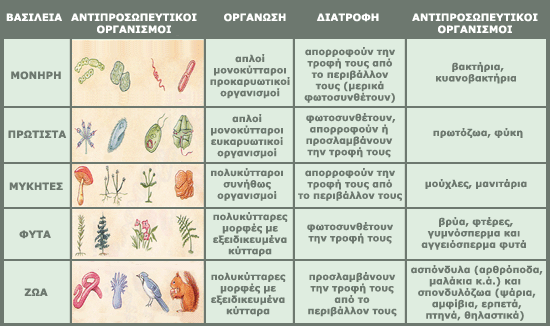 ΒΑΣΙΛΕΙΑ
ΑΝΤΙΠΡΟΣΩΠΕΥΤΙΚΟΙ
ΟΡΓΑΝΙΣΜΟΙ
ΟΡΓΑΝΩΣΗ
ΔΙΑΤΡΟΦΗ
ΑΝΤΙΠΡΟΣΩΠΕΥΤΙΚΟΙ
ΟΡΓΑΝΙΣΜΟΙ
ΜΟΝΗΡΗ
απλοί
μονοκύτταροι
προκαρυωτικοί
οργανισμοί
απορροφούν την
τροφή τους από
το περιβάλλον
τους (μερικά
φωτοσυνθέτουν)
βακτήρια,
κυανοβακτήρια
ΠΡΩΤΙΣΤΑ
απλοί
μονοκύτταροι
ευκαρυωτικοί
οργανισμοί
φωτοσυνθέτουν,
απορροφούν ή
προσλαμβάνουν
την τροφή τους
πρωτόζωα, φύκη
ΜΥΚΗΤΕΣ
πολυκύτταροι
συνήθως
οργανισμοί
απορροφούν την
τροφή τους από
το περιβάλλον τους
μούχλες, μανιτάρια
ΦΥΤΑ
πολυκύτταρες
μορφές με
εξειδικευμένα
κύτταρα
φωτοσυνθέτουν
την τροφή τους
βρύα, φτέρες,
γυμνόσπερμα και
αγγειόσπερμα φυτά
ΖΩΑ
πολυκύτταρες
μορφές με
εξειδικευμένα
κύτταρα
προσλαμβάνουν
την τροφή τους
από το
περιβάλλον τους
ασπόνδυλα (αρθρόποδα,
μαλάκια κ.ά.) και
σπονδυλόζωα (ψάρια,
αμφίβια, ερπετά,
πτηνά, θηλαστικά)